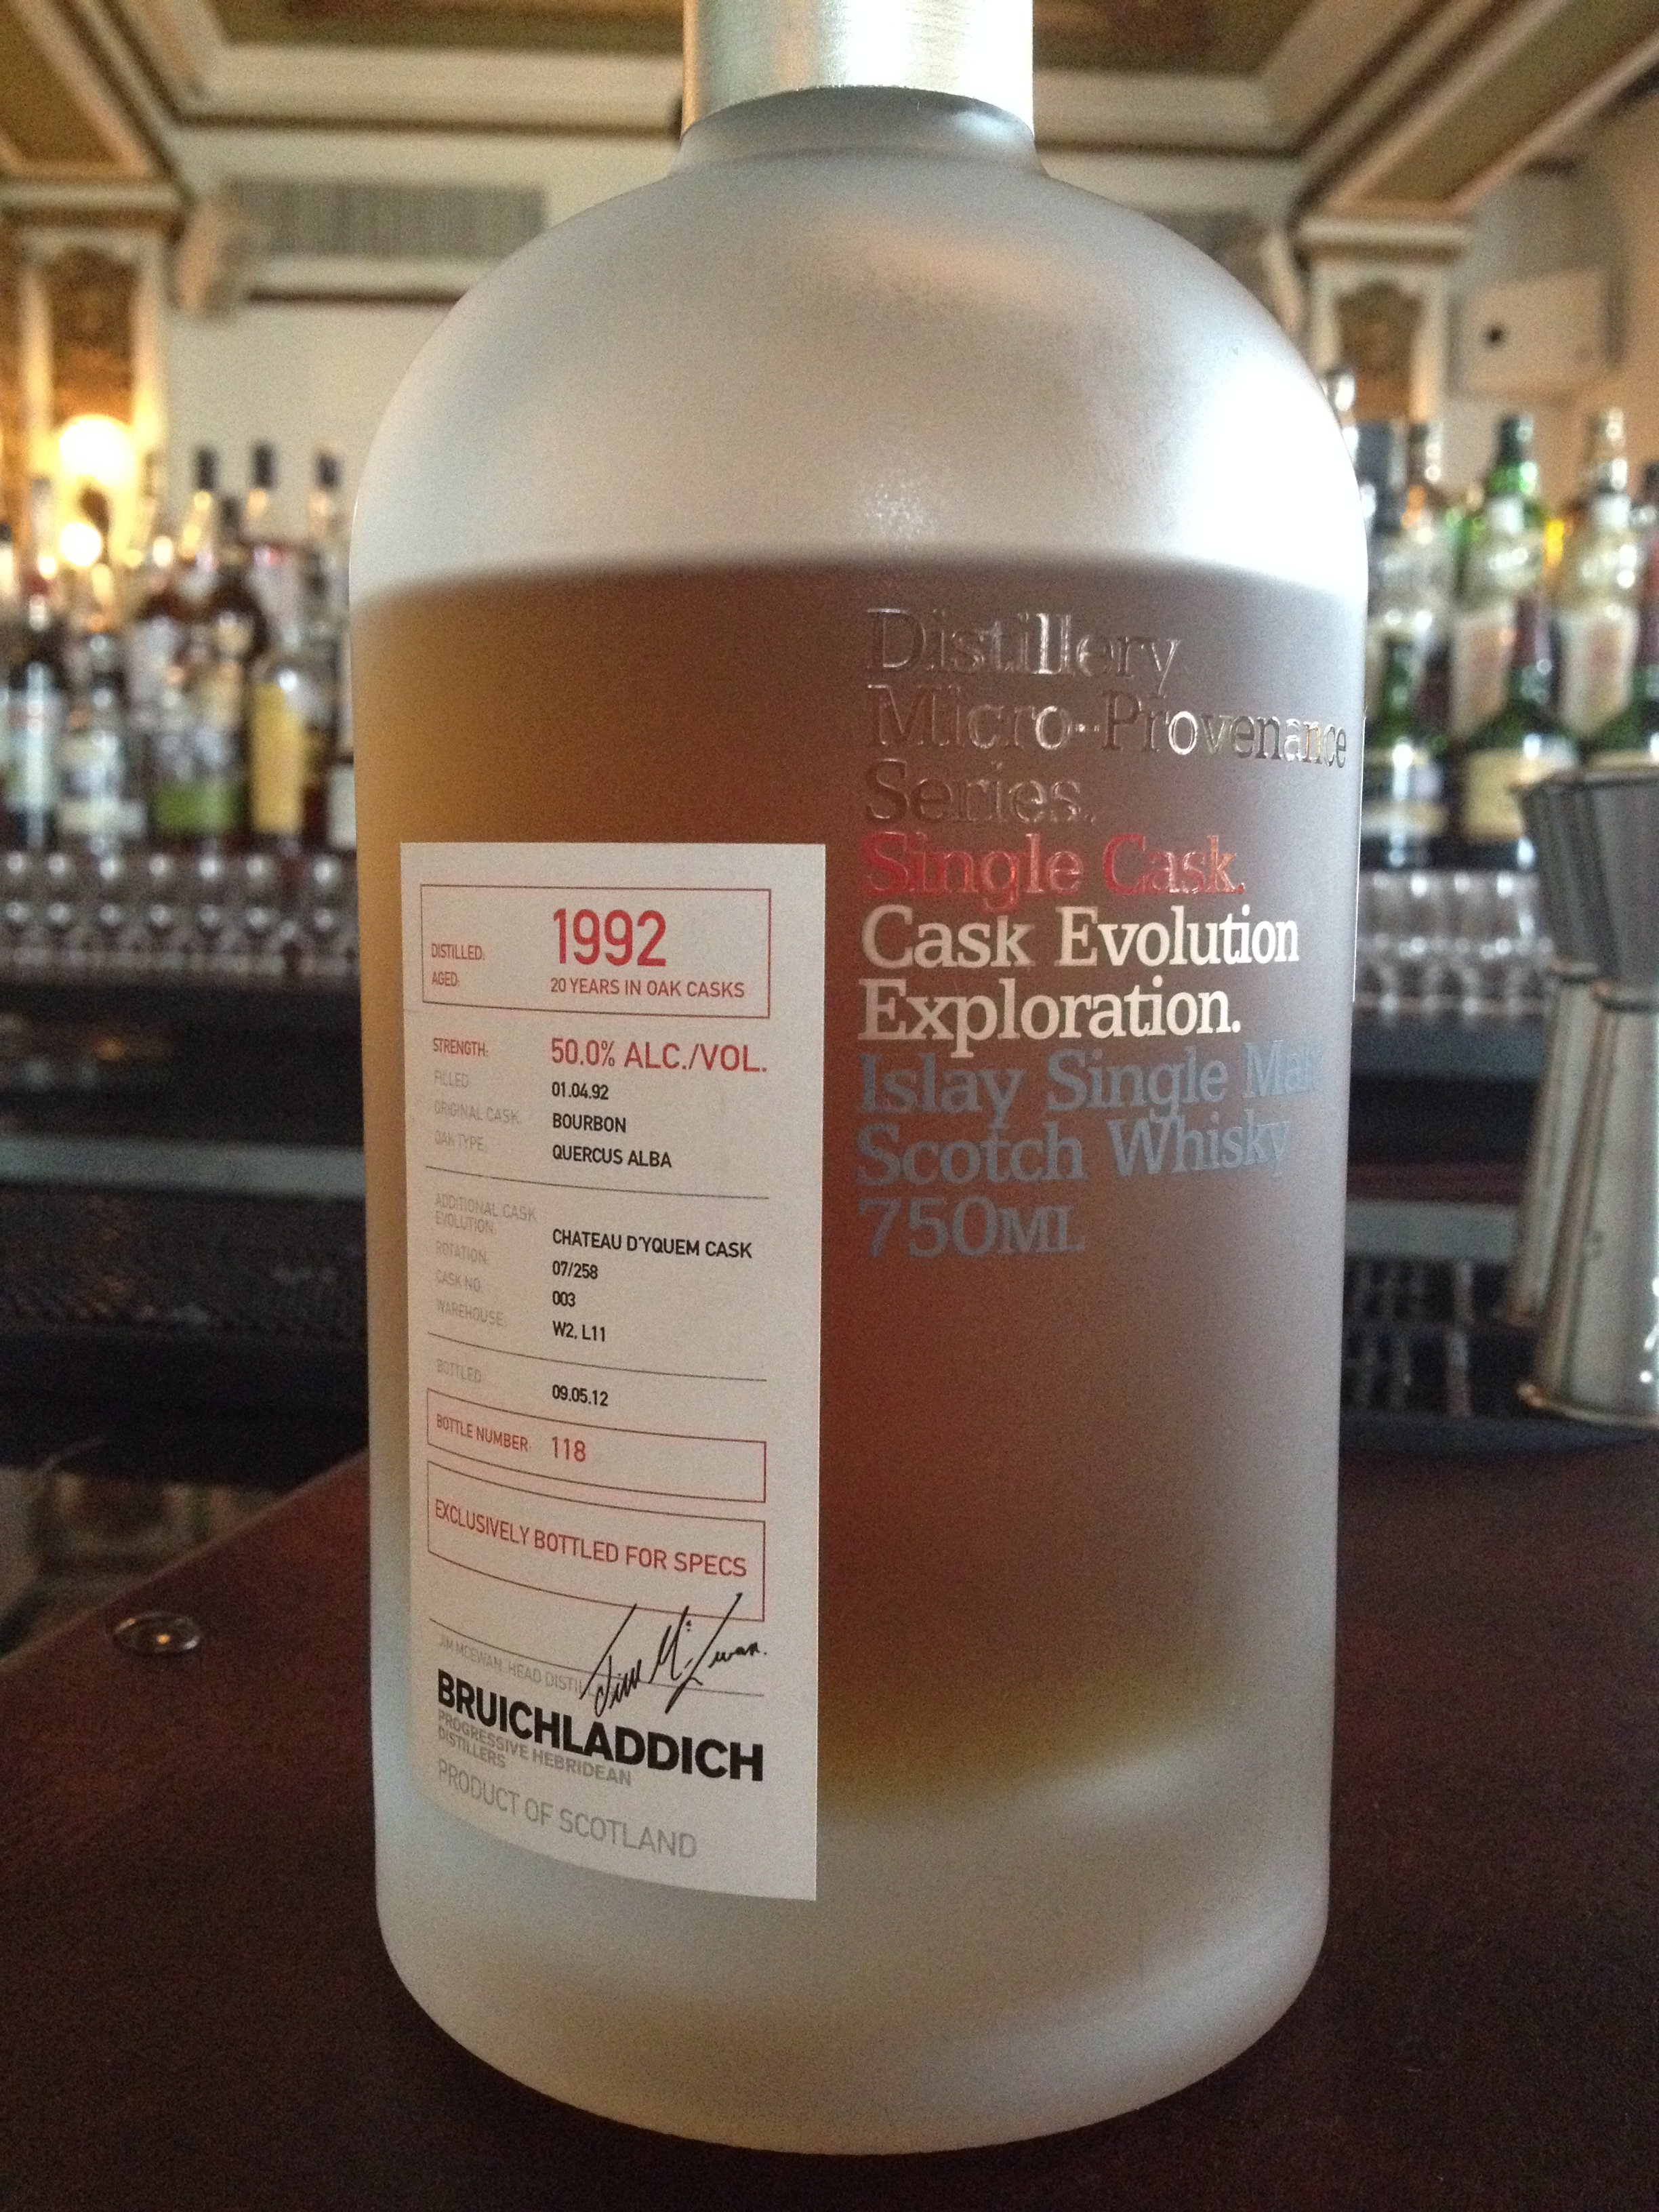 Distillery
Micro-Provenance
Series.
Single Cask.
Cask Evolution
Exploration.
Islay Single Malt
Scotch Whisky
750ML
DISTILLED: 1992
AGED: 20 YEARS IN OAK CASKS
STRENGTH: 50.0% ALC./VOL.
FILLED: 01.04.92
ORIGINAL CASK: BOURBON
OAK TYPE: QUERCUS ALBA
ADDITIONAL CASK
EVOLUTION: CHATEAU D'YQUEM CASK
ROTATION: 07/258
CASK NO: 003
WAREHOUSE: W2, L11
BOTTLED: 09.05.12
BOTTLE NUMBER: 118
EXCLUSIVELY BOTTLED FOR SPECS
Jim McEwan.
JIM MCEWAN, HEAD DISTIL
BRUICHLADDICH
PROGRESSIVE HEBRIDEAN
DISTILLERS
PRODUCT OF SCOTLAND